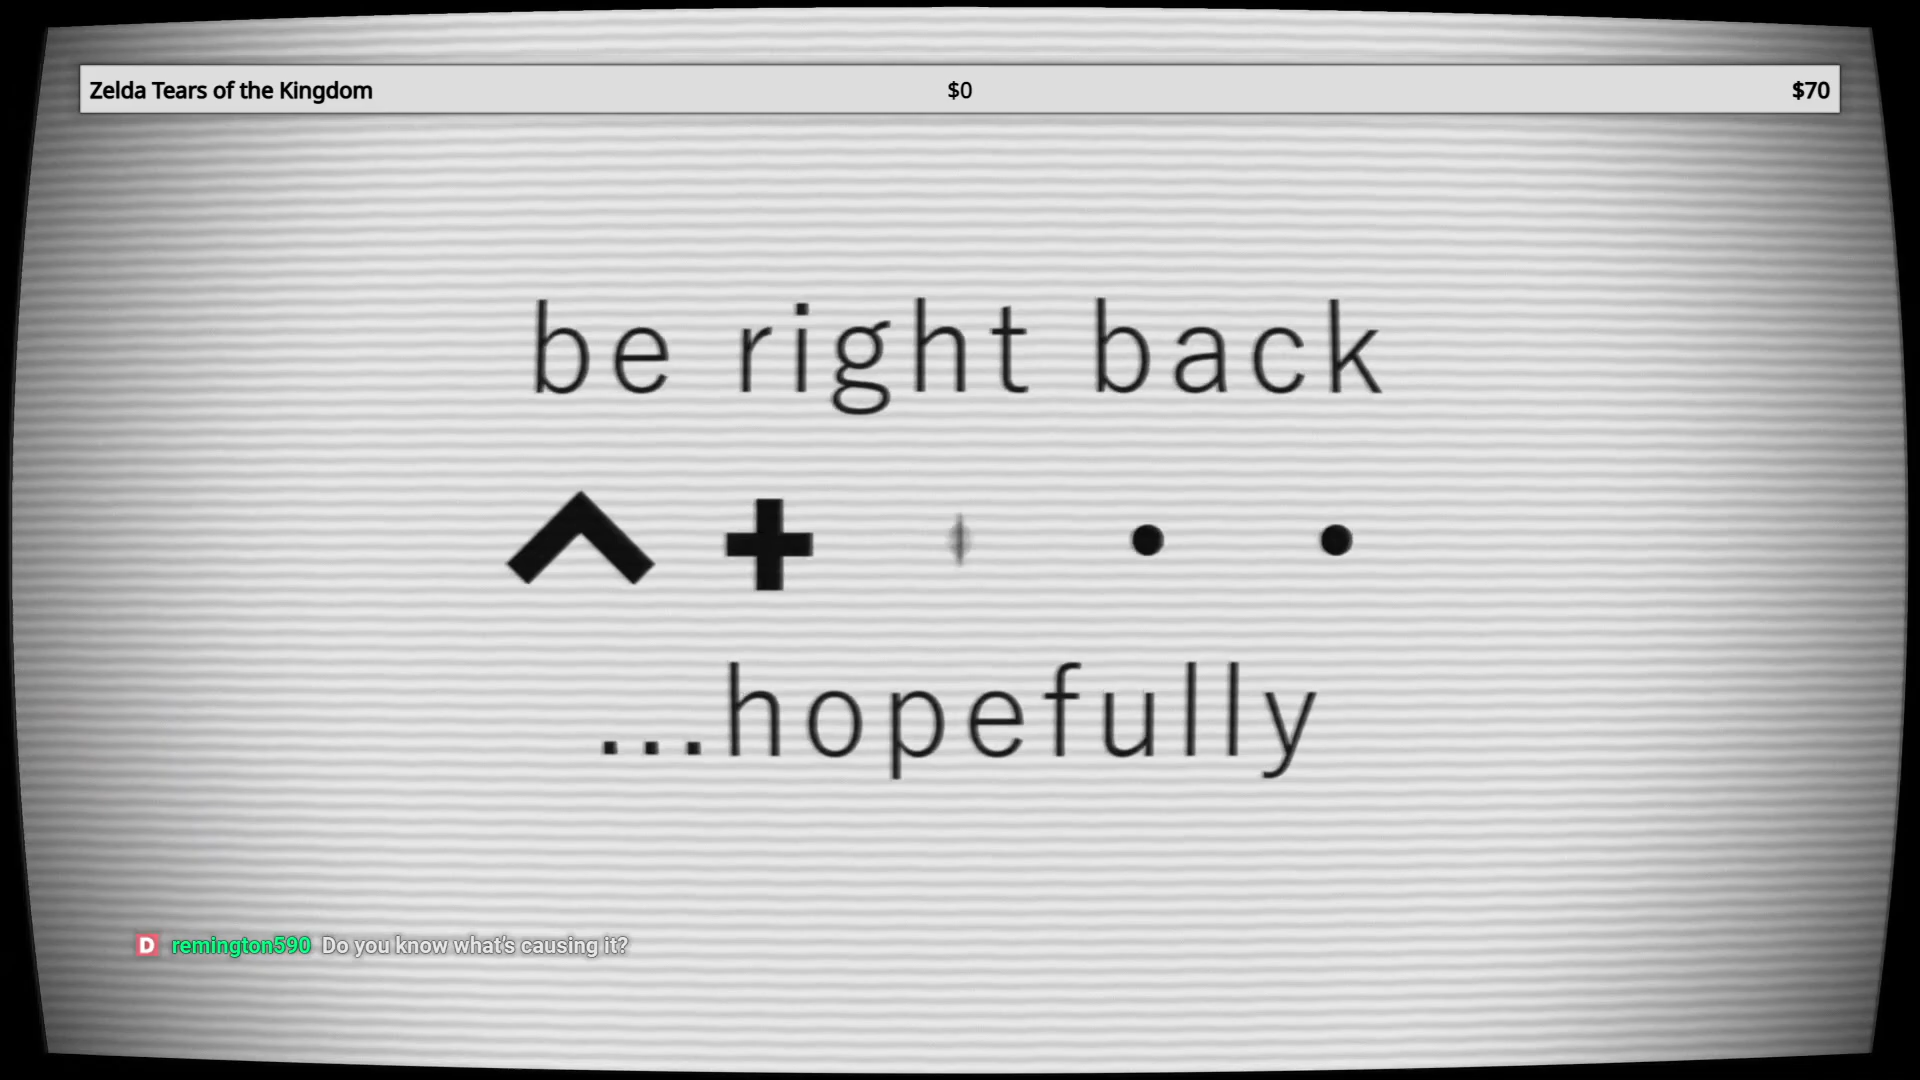 Zelda Tears of the Kingdom $0 $70
be right back
...hopefully
D remington590 Do you know what's causing it?